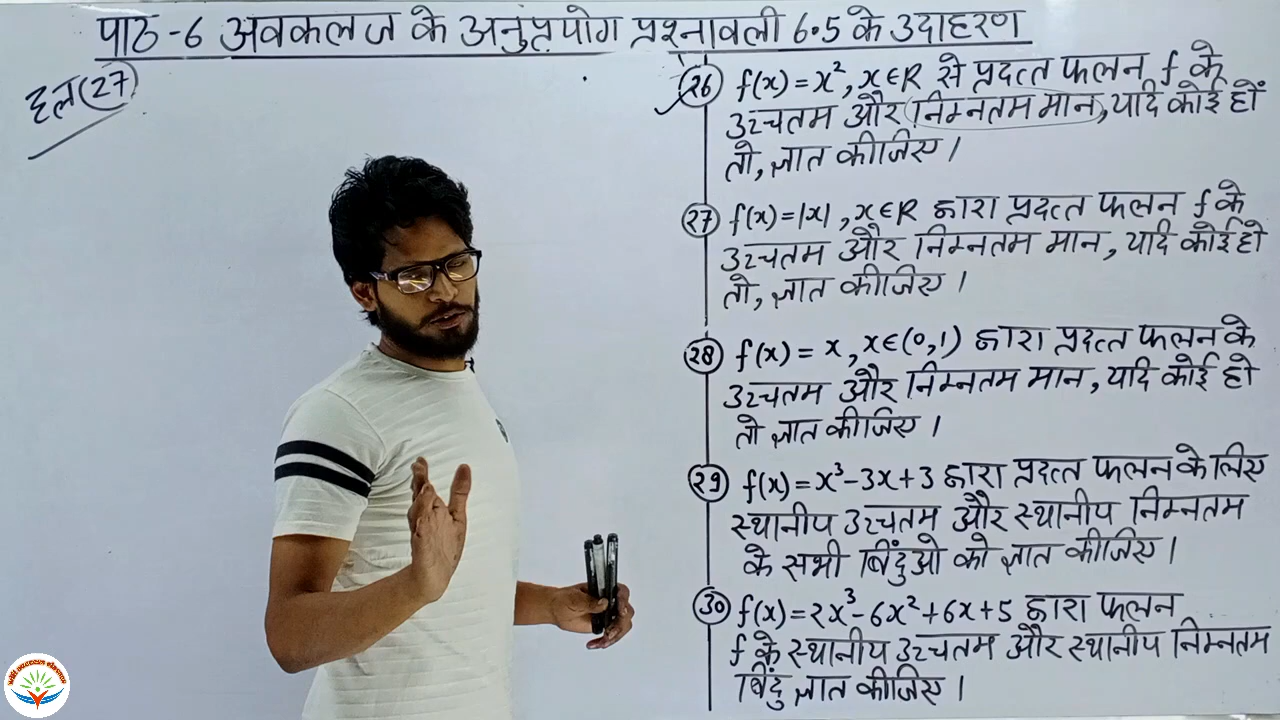 पाठ -6 अवकलज के अनुप्रयोग प्रश्नावली 6.5 के उदाहरण
हल(27)
26 f(x) = x², x∈R से प्रदत्त फलन f के
उच्चतम और निम्नतम मान, यदि कोई हों
तो, ज्ञात कीजिए।
27 f(x)=|x|, x∈R द्वारा प्रदत्त फलन f के
उच्चतम और निम्नतम मान, यदि कोई हो
तो, ज्ञात कीजिए।
28 f(x) = x, x∈(0,1) द्वारा प्रदत्त फलन के
उच्चतम और निम्नतम मान, यदि कोई हो
तो ज्ञात कीजिए।
29 f(x)=x³-3x+3 द्वारा प्रदत्त फलन के लिए
स्थानीय उच्चतम और स्थानीय निम्नतम
के सभी बिंदुओ को ज्ञात कीजिए।
30 f(x)=2x³-6x²+6x+5 द्वारा फलन
f के स्थानीय उच्चतम और स्थानीय निम्नतम
बिंदु ज्ञात कीजिए।